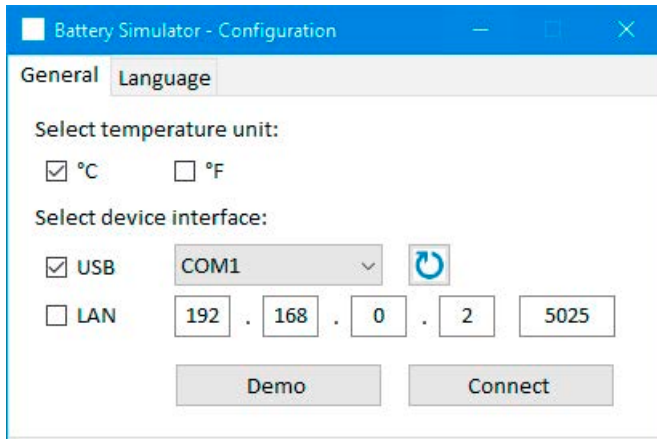 Battery Simulator - Configuration
General Language
Select temperature unit:
°C °F
Select device interface:
USB COM1
LAN 192 . 168 . 0 . 2 5025
Demo Connect